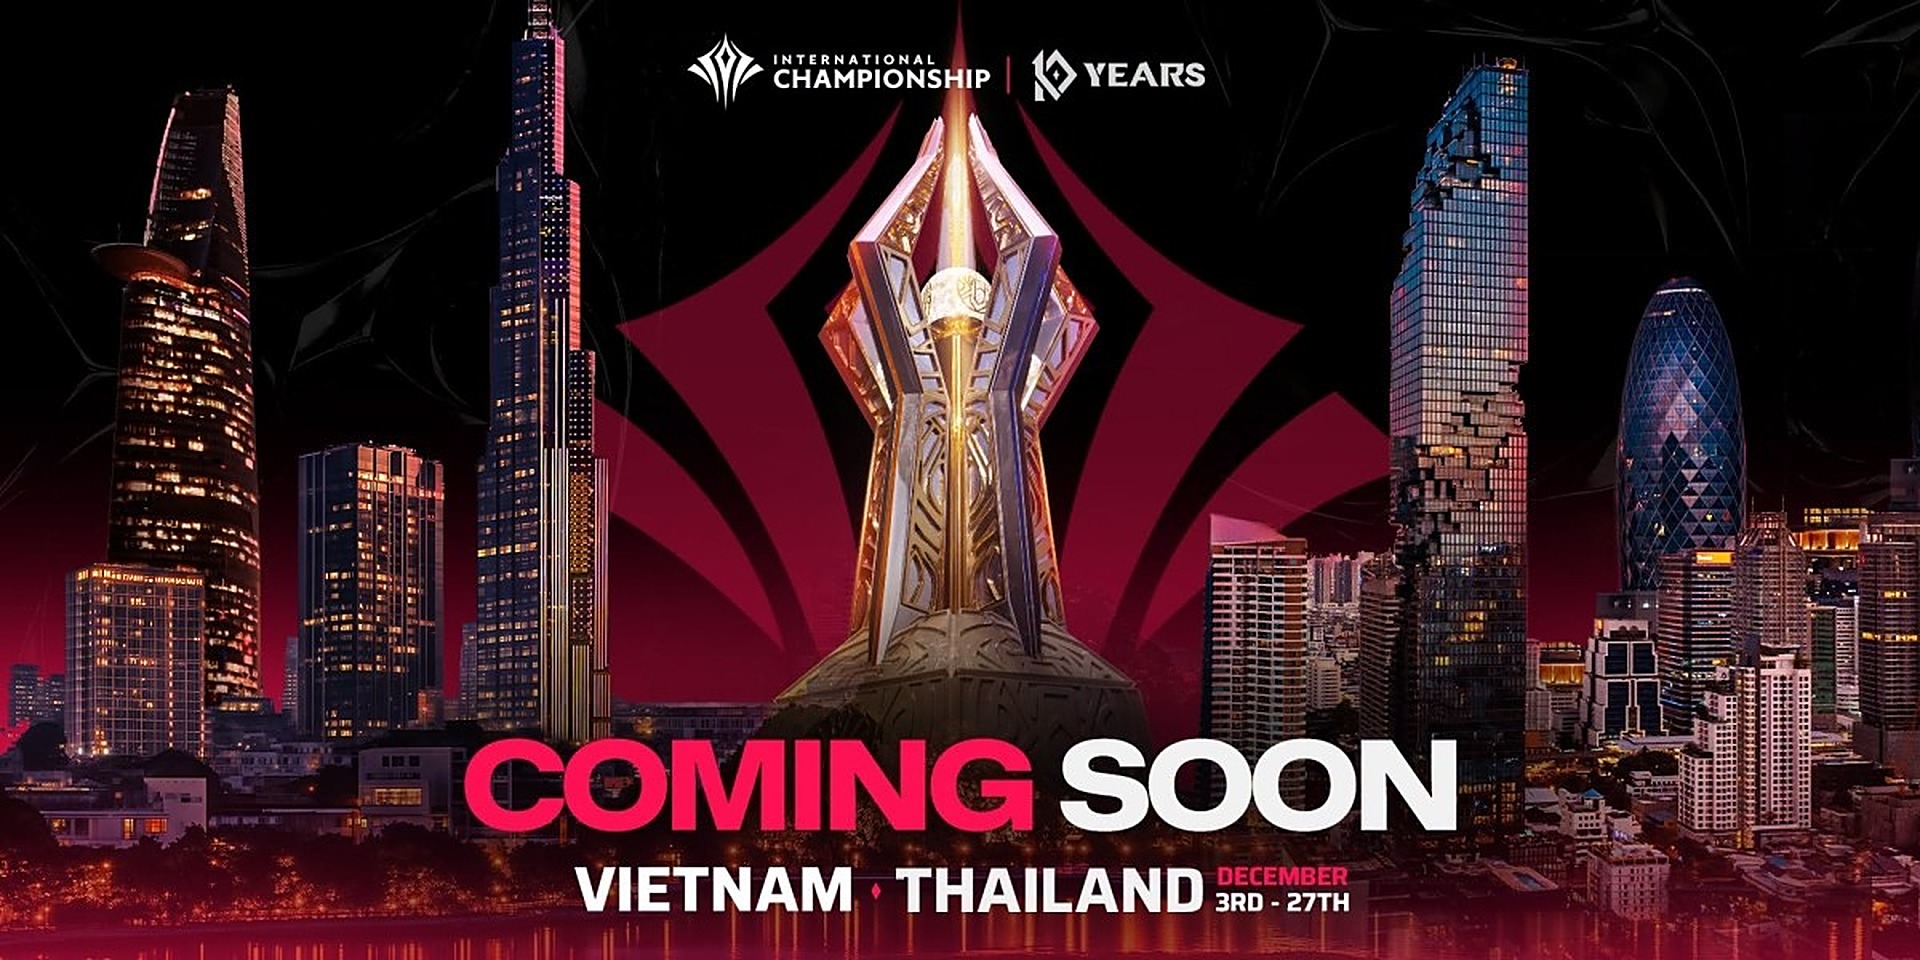 INTERNATIONAL
CHAMPIONSHIP
10 YEARS
COMING SOON
VIETNAM
THAILAND
DECEMBER
3RD - 27TH